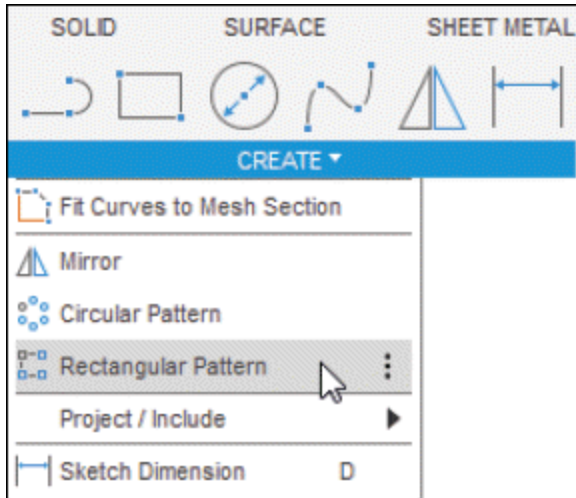 SOLID SURFACE SHEET METAL
CREATE
Fit Curves to Mesh Section
Mirror
Circular Pattern
Rectangular Pattern
Project / Include
Sketch Dimension D